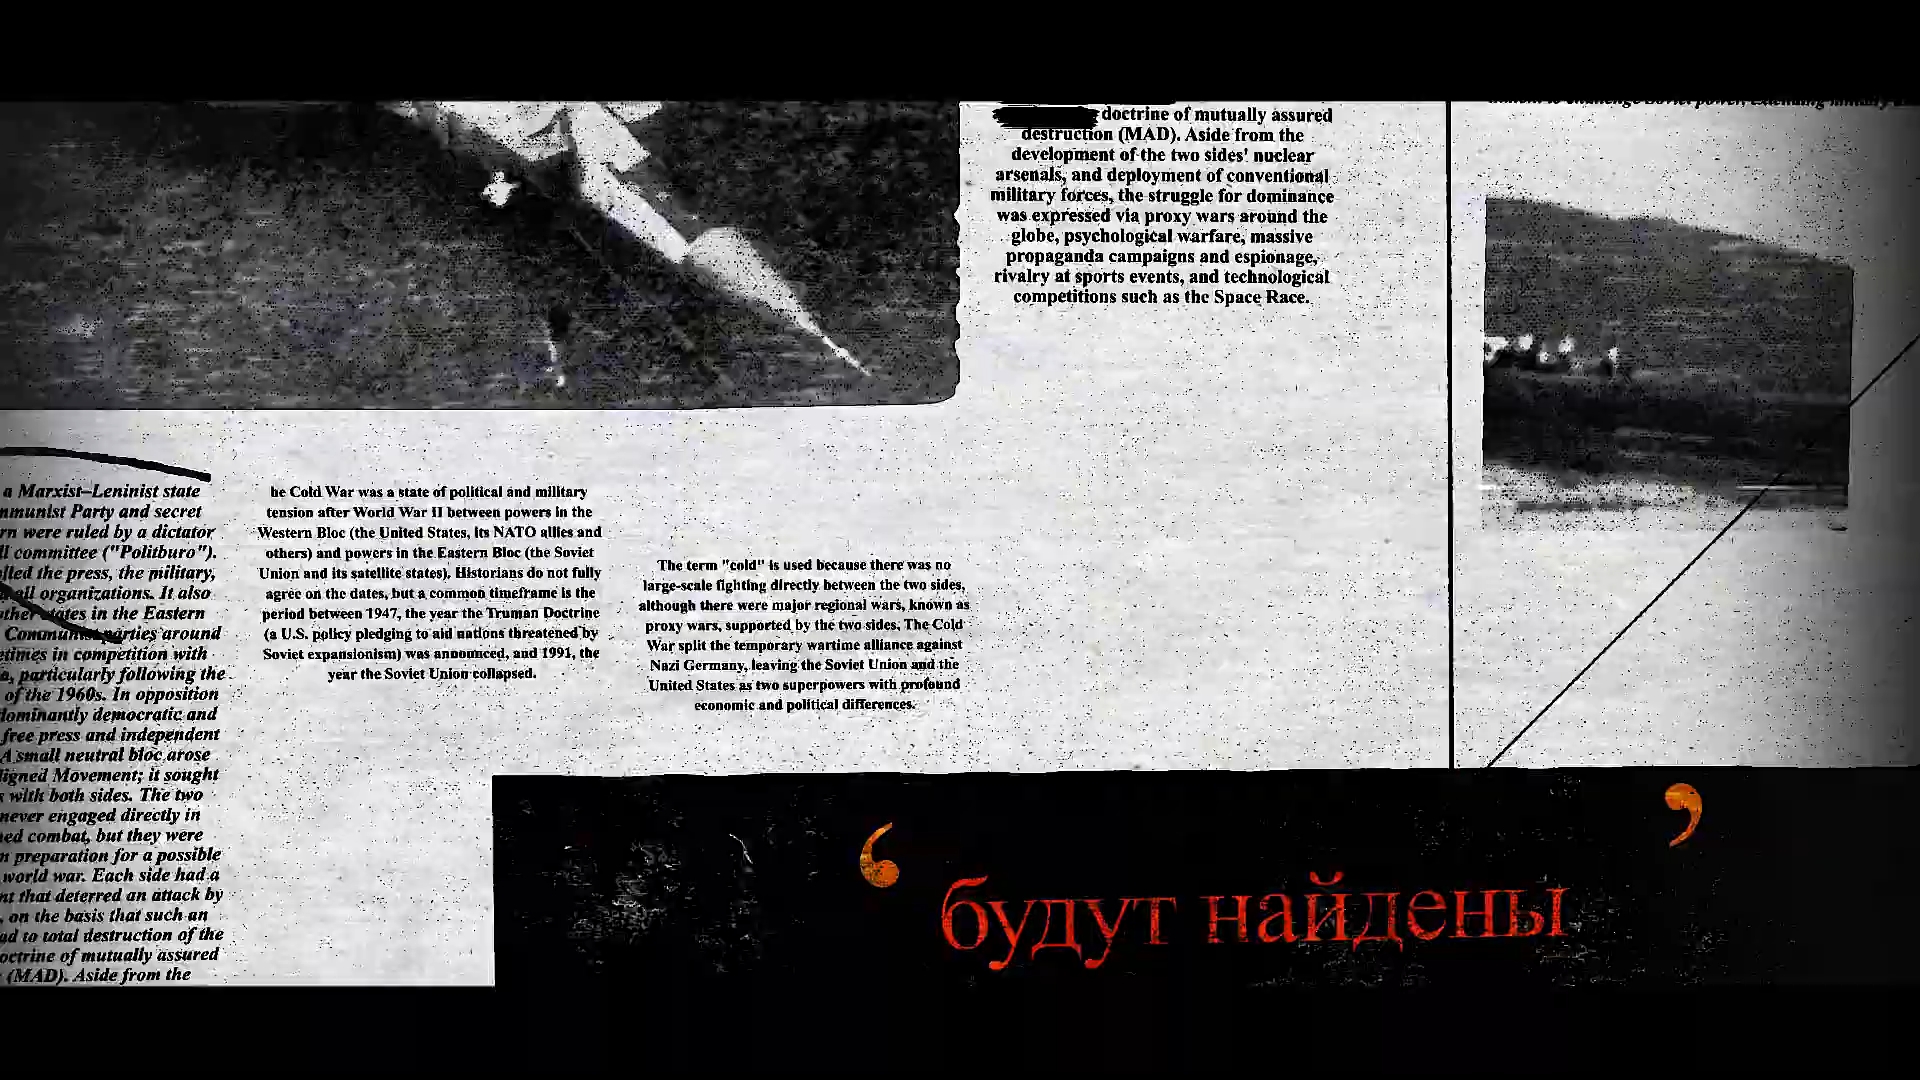 doctrine of mutually assured
destruction (MAD). Aside from the
development of the two sides' nuclear
arsenals, and deployment of conventional
military forces, the struggle for dominance
was expressed via proxy wars around the
globe, psychological warfare, massive
propaganda campaigns and espionage,
rivalry at sports events, and technological
competitions such as the Space Race.
a Marxist–Leninist state
Party and secret
were ruled by a dictator
committee ("Politburo").
the press, the military,
all organizations. It also
states in the Eastern
Communist parties around
in competition with
particularly following the
of the 1960s. In opposition
democratic and
free press and independent
A small neutral bloc arose
Movement; it sought
with both sides. The two
never engaged directly in
combat, but they were
preparation for a possible
world war. Each side had a
that deterred an attack by
, on the basis that such an
to total destruction of the
of mutually assured
(MAD). Aside from the
he Cold War was a state of political and military
tension after World War II between powers in the
Western Bloc (the United States, its NATO allies and
others) and powers in the Eastern Bloc (the Soviet
Union and its satellite states). Historians do not fully
agree on the dates, but a common timeframe is the
period between 1947, the year the Truman Doctrine
(a U.S. policy pledging to aid nations threatened by
Soviet expansionism) was announced, and 1991, the
year the Soviet Union collapsed.
The term "cold" is used because there was no
large-scale fighting directly between the two sides,
although there were major regional wars, known as
proxy wars, supported by the two sides. The Cold
War split the temporary wartime alliance against
Nazi Germany, leaving the Soviet Union and the
United States as two superpowers with profound
economic and political differences.
‘ будут найдены ’